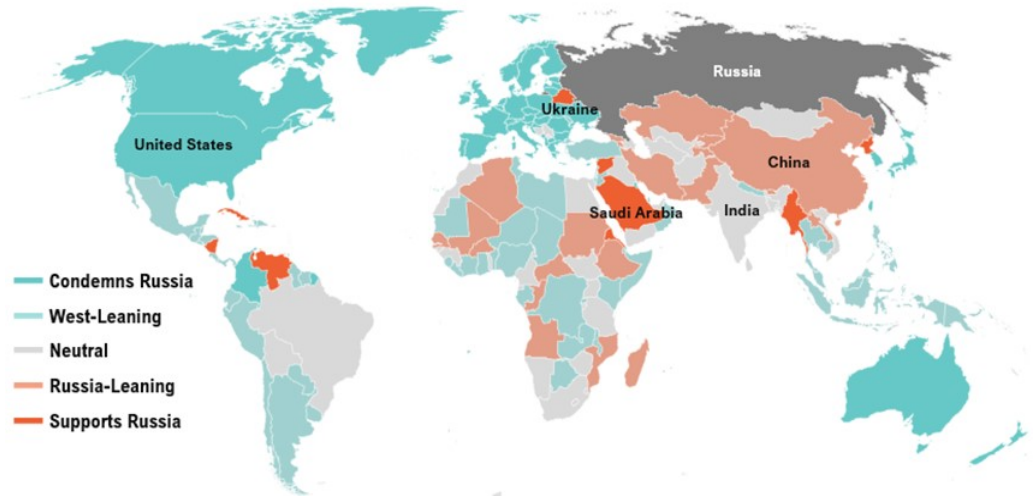 Russia
Ukraine
United States
China
Saudi Arabia
India
Condemns Russia
West-Leaning
Neutral
Russia-Leaning
Supports Russia